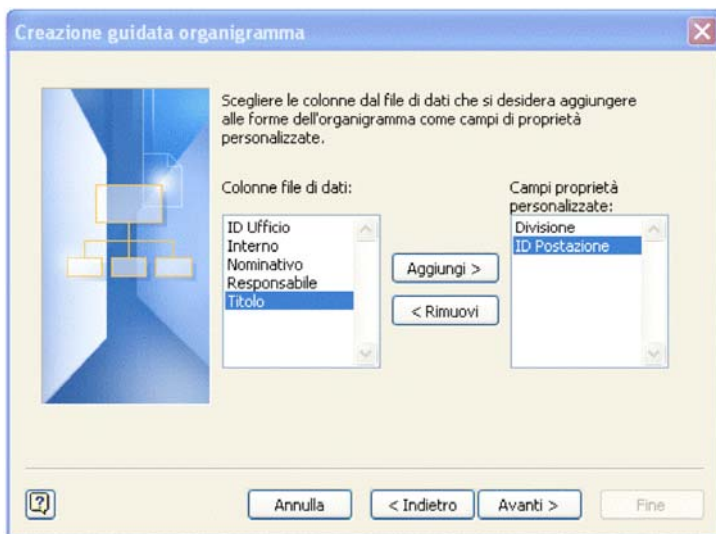 Creazione guidata organigramma
Scegliere le colonne dal file di dati che si desidera aggiungere
alle forme dell'organigramma come campi di proprietà
personalizzate.
Colonne file di dati:
ID Ufficio
Interno
Nominativo
Responsabile
Titolo
Aggiungi >
< Rimuovi
Campi proprietà
personalizzate:
Divisione
ID Postazione
?
Annulla
< Indietro
Avanti >
Fine